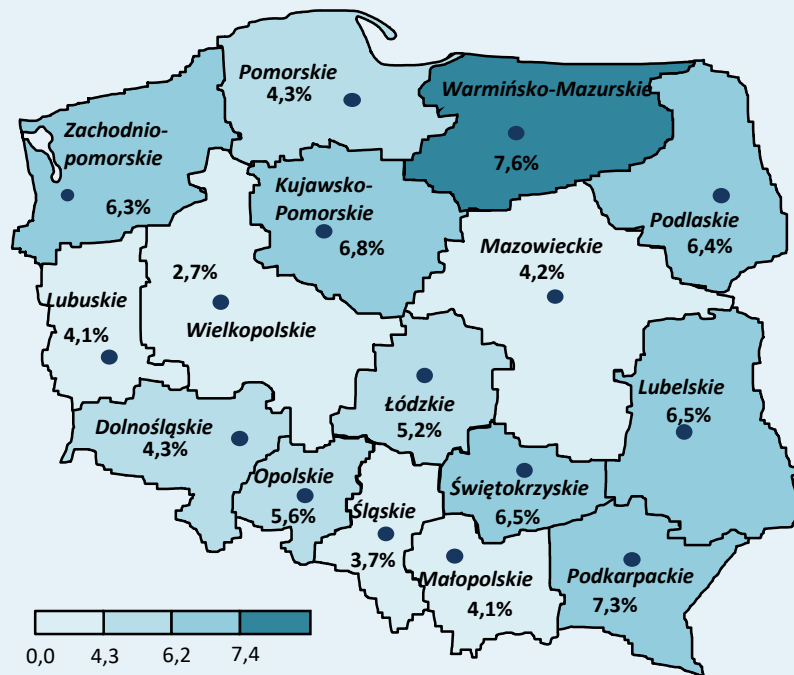 Pomorskie
4,3%
Warmińsko-Mazurskie
7,6%
Zachodnio-
pomorskie
6,3%
Kujawsko-
Pomorskie
6,8%
Podlaskie
6,4%
Mazowieckie
4,2%
2,7%
Wielkopolskie
Lubuskie
4,1%
Łódzkie
5,2%
Lubelskie
6,5%
Dolnośląskie
4,3%
Opolskie
5,6%
Śląskie
3,7%
Świętokrzyskie
6,5%
Małopolskie
4,1%
Podkarpackie
7,3%
0,0 4,3 6,2 7,4